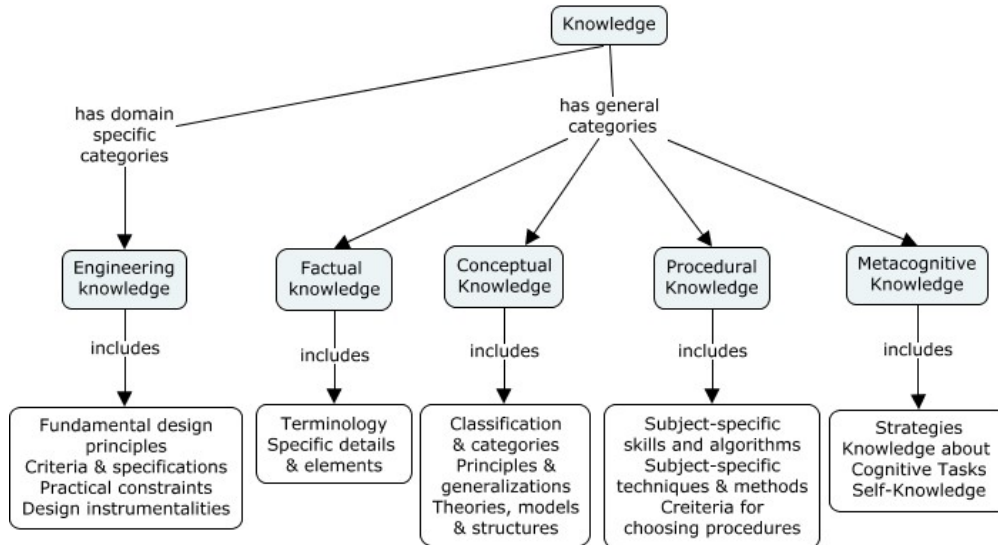 Knowledge
has domain
specific
categories
has general
categories
Engineering
knowledge
Factual
knowledge
Conceptual
Knowledge
Procedural
Knowledge
Metacognitive
Knowledge
includes
includes
includes
includes
includes
Fundamental design
principles
Criteria & specifications
Practical constraints
Design instrumentalities
Terminology
Specific details
& elements
Classification
& categories
Principles &
generalizations
Theories, models
& structures
Subject-specific
skills and algorithms
Subject-specific
techniques & methods
Creiteria for
choosing procedures
Strategies
Knowledge about
Cognitive Tasks
Self-Knowledge